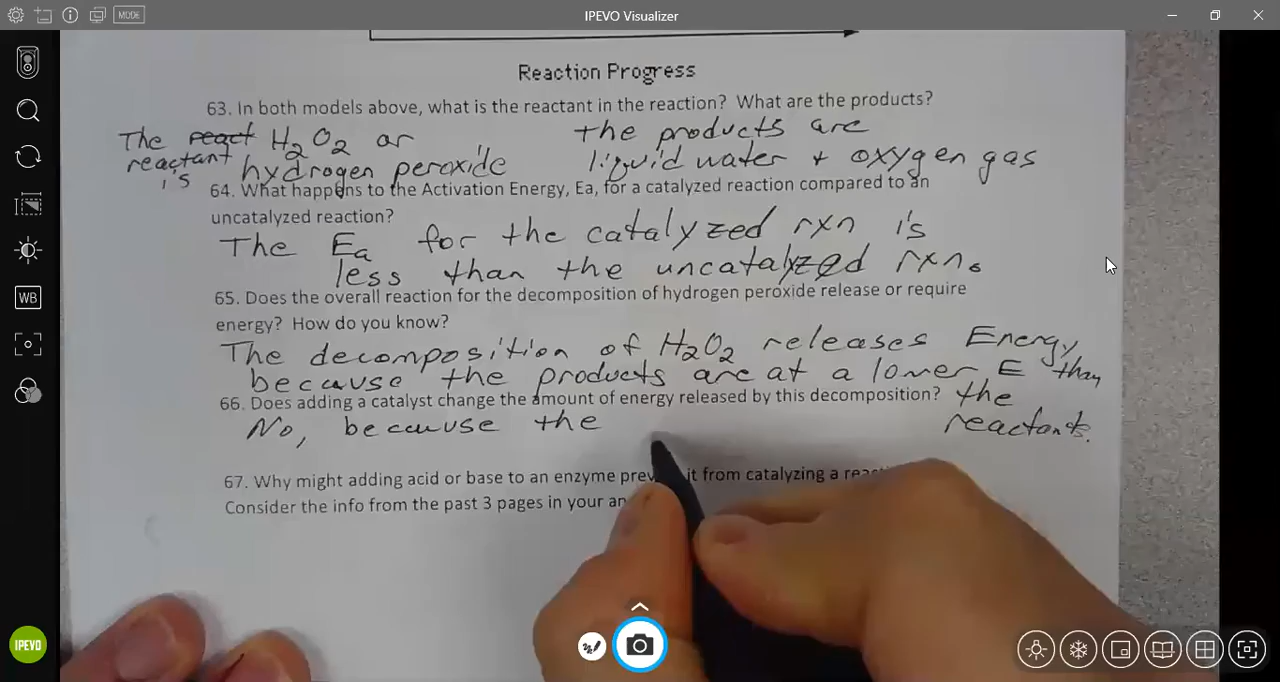 MODE
IPEVO Visualizer
WB
IPEVO
Reaction Progress
63. In both models above, what is the reactant in the reaction? What are the products?
The react H₂O₂ or
reactant is hydrogen peroxide
the products are
liquid water + oxygen gas
64. What happens to the Activation Energy, Ea, for a catalyzed reaction compared to an
uncatalyzed reaction?
The Ea for the catalyzed rxn is
less than the uncatalyzed rxn.
65. Does the overall reaction for the decomposition of hydrogen peroxide release or require
energy? How do you know?
The decomposition of H₂O₂ releases Energy
because the products are at a lower E than
the
reactants.
66. Does adding a catalyst change the amount of energy released by this decomposition?
No, because the
67. Why might adding acid or base to an enzyme it from catalyzing a
Consider the info from the past 3 pages in your